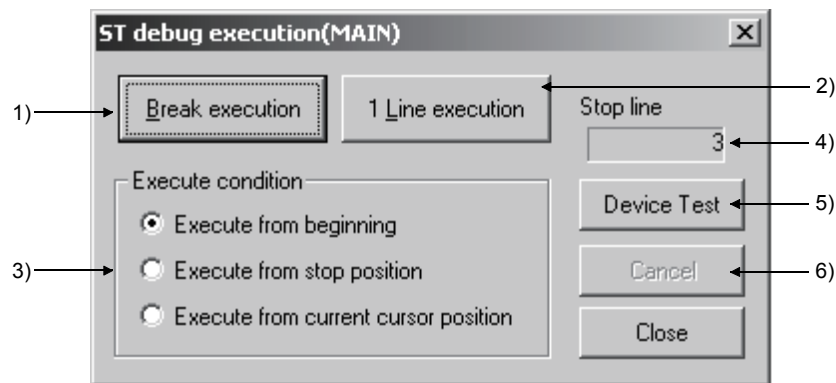 ST debug execution(MAIN)
1)
Break execution
1 Line execution
2)
Stop line
3
4)
Execute condition
Execute from beginning
Device Test
5)
3)
Execute from stop position
Cancel
6)
Execute from current cursor position
Close